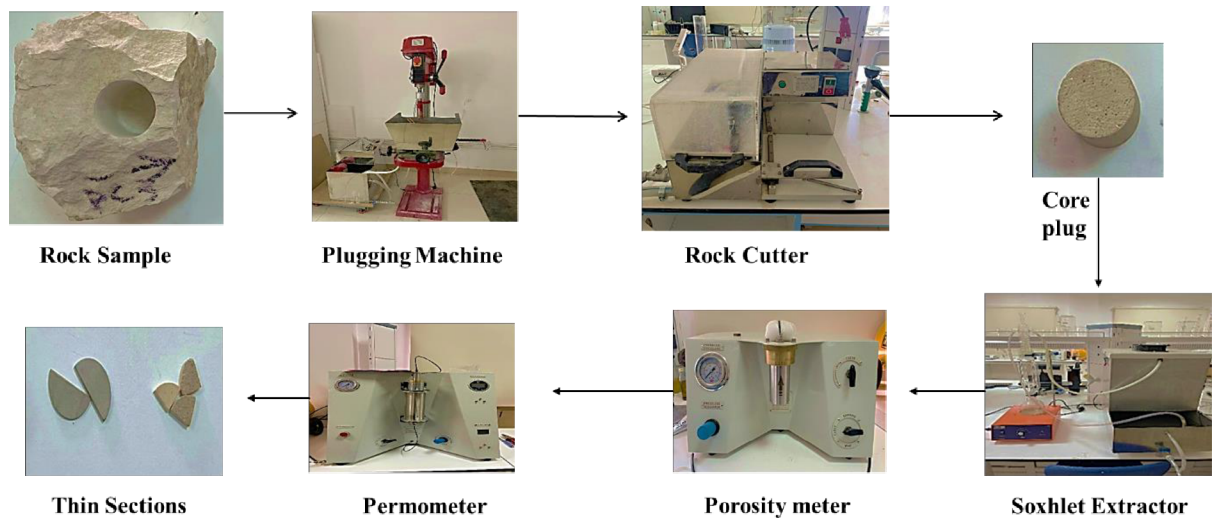 Rock Sample
Plugging Machine
Rock Cutter
Core
plug
Thin Sections
Permometer
Porosity meter
Soxhlet Extractor